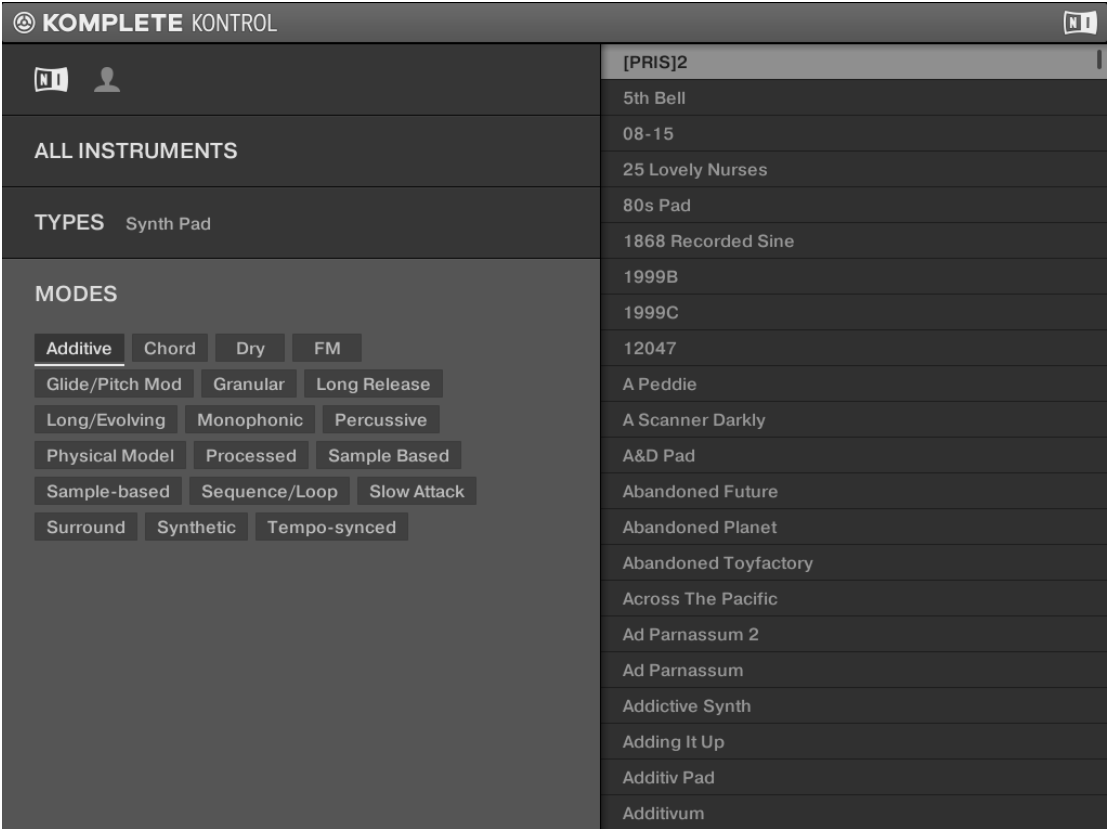 KOMPLETE KONTROL
NI
NI
ALL INSTRUMENTS
TYPES Synth Pad
MODES
Additive Chord Dry FM
Glide/Pitch Mod Granular Long Release
Long/Evolving Monophonic Percussive
Physical Model Processed Sample Based
Sample-based Sequence/Loop Slow Attack
Surround Synthetic Tempo-synced
[PRIS]2
5th Bell
08-15
25 Lovely Nurses
80s Pad
1868 Recorded Sine
1999B
1999C
12047
A Peddie
A Scanner Darkly
A&D Pad
Abandoned Future
Abandoned Planet
Abandoned Toyfactory
Across The Pacific
Ad Parnassum 2
Ad Parnassum
Addictive Synth
Adding It Up
Additiv Pad
Additivum